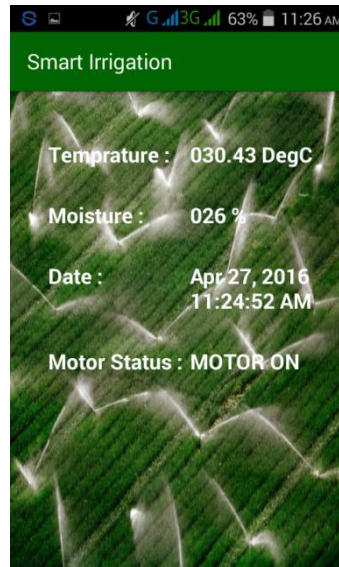 G 3G 63% 11:26 AM
Smart Irrigation
Temprature : 030.43 DegC
Moisture : 026 %
Date : Apr 27, 2016
11:24:52 AM
Motor Status : MOTOR ON